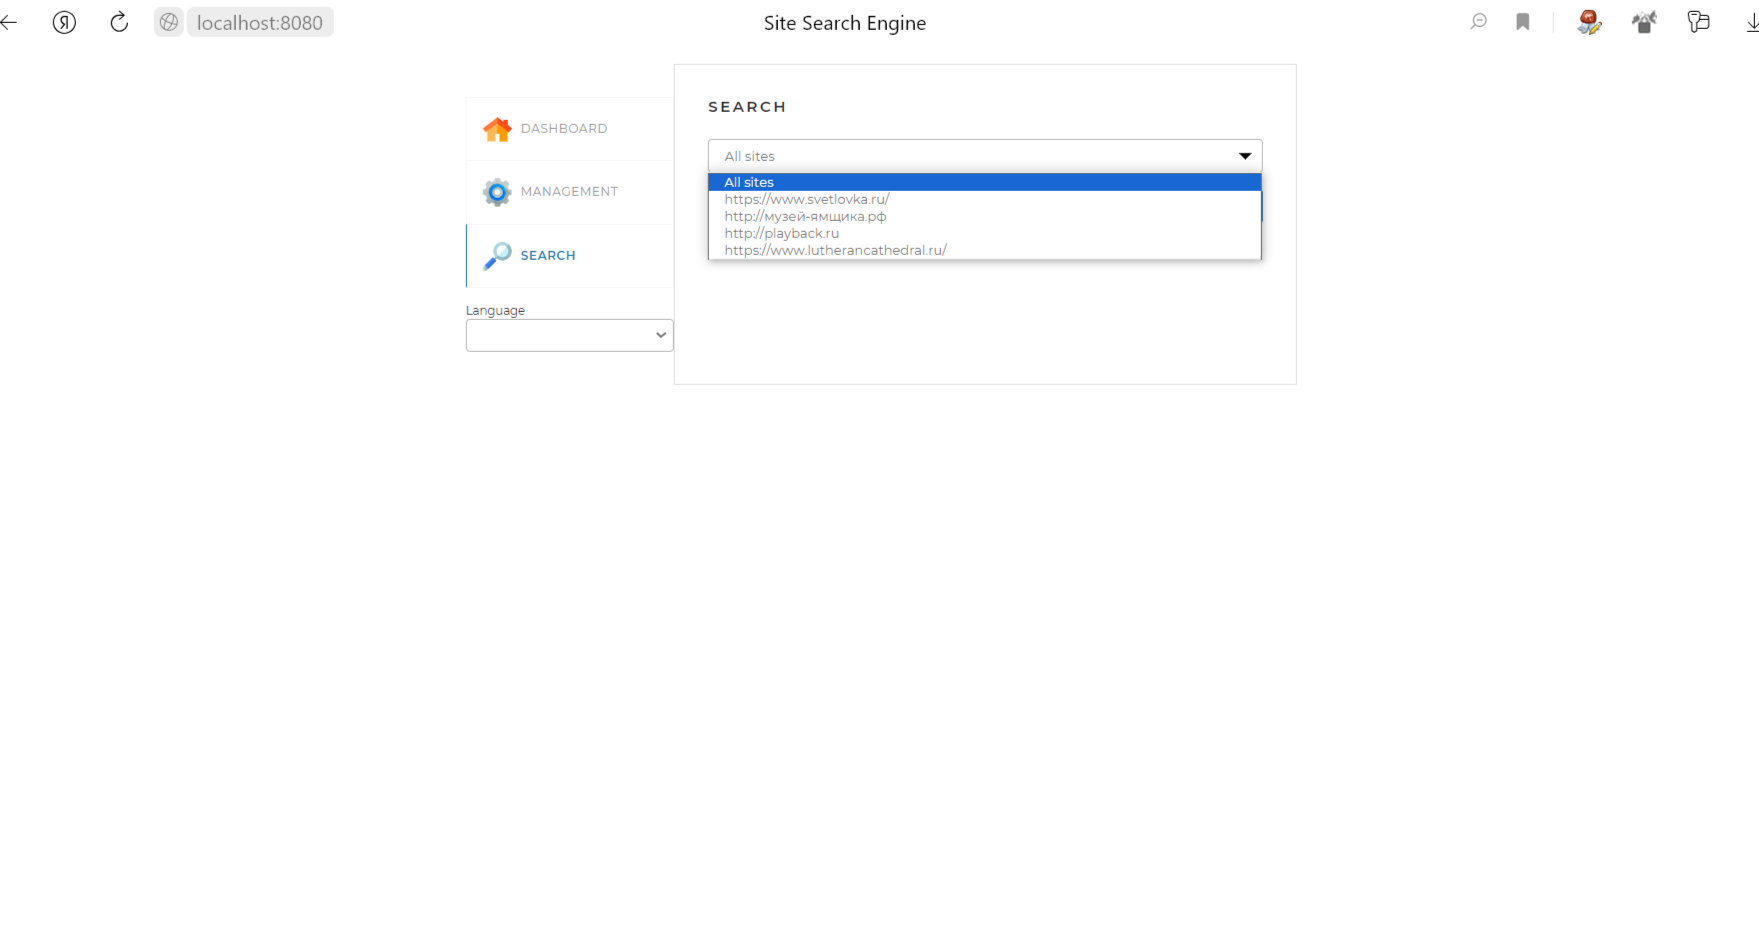 localhost:8080
Site Search Engine
DASHBOARD
MANAGEMENT
SEARCH
Language
SEARCH
All sites
All sites
https://www.svetlovka.ru/
http://музей-ямщика.рф
http://playback.ru
https://www.lutherancathedral.ru/